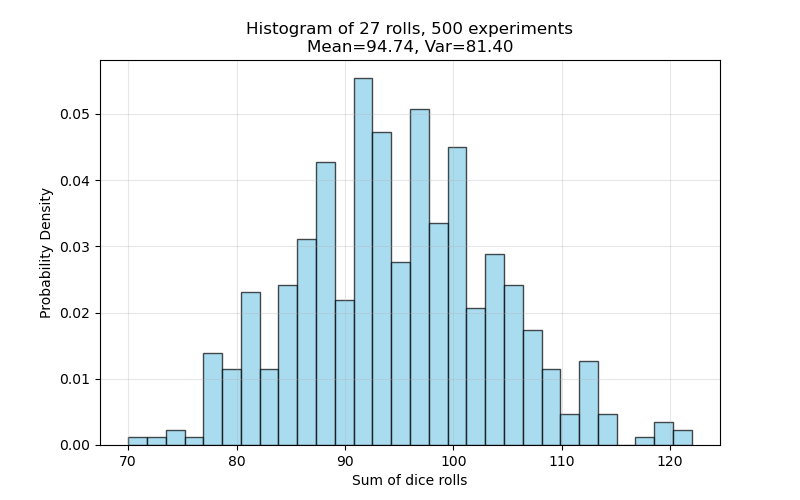 Histogram of 27 rolls, 500 experiments
Mean=94.74, Var=81.40
Probability Density
0.05
0.04
0.03
0.02
0.01
0.00
70 80 90 100 110 120
Sum of dice rolls